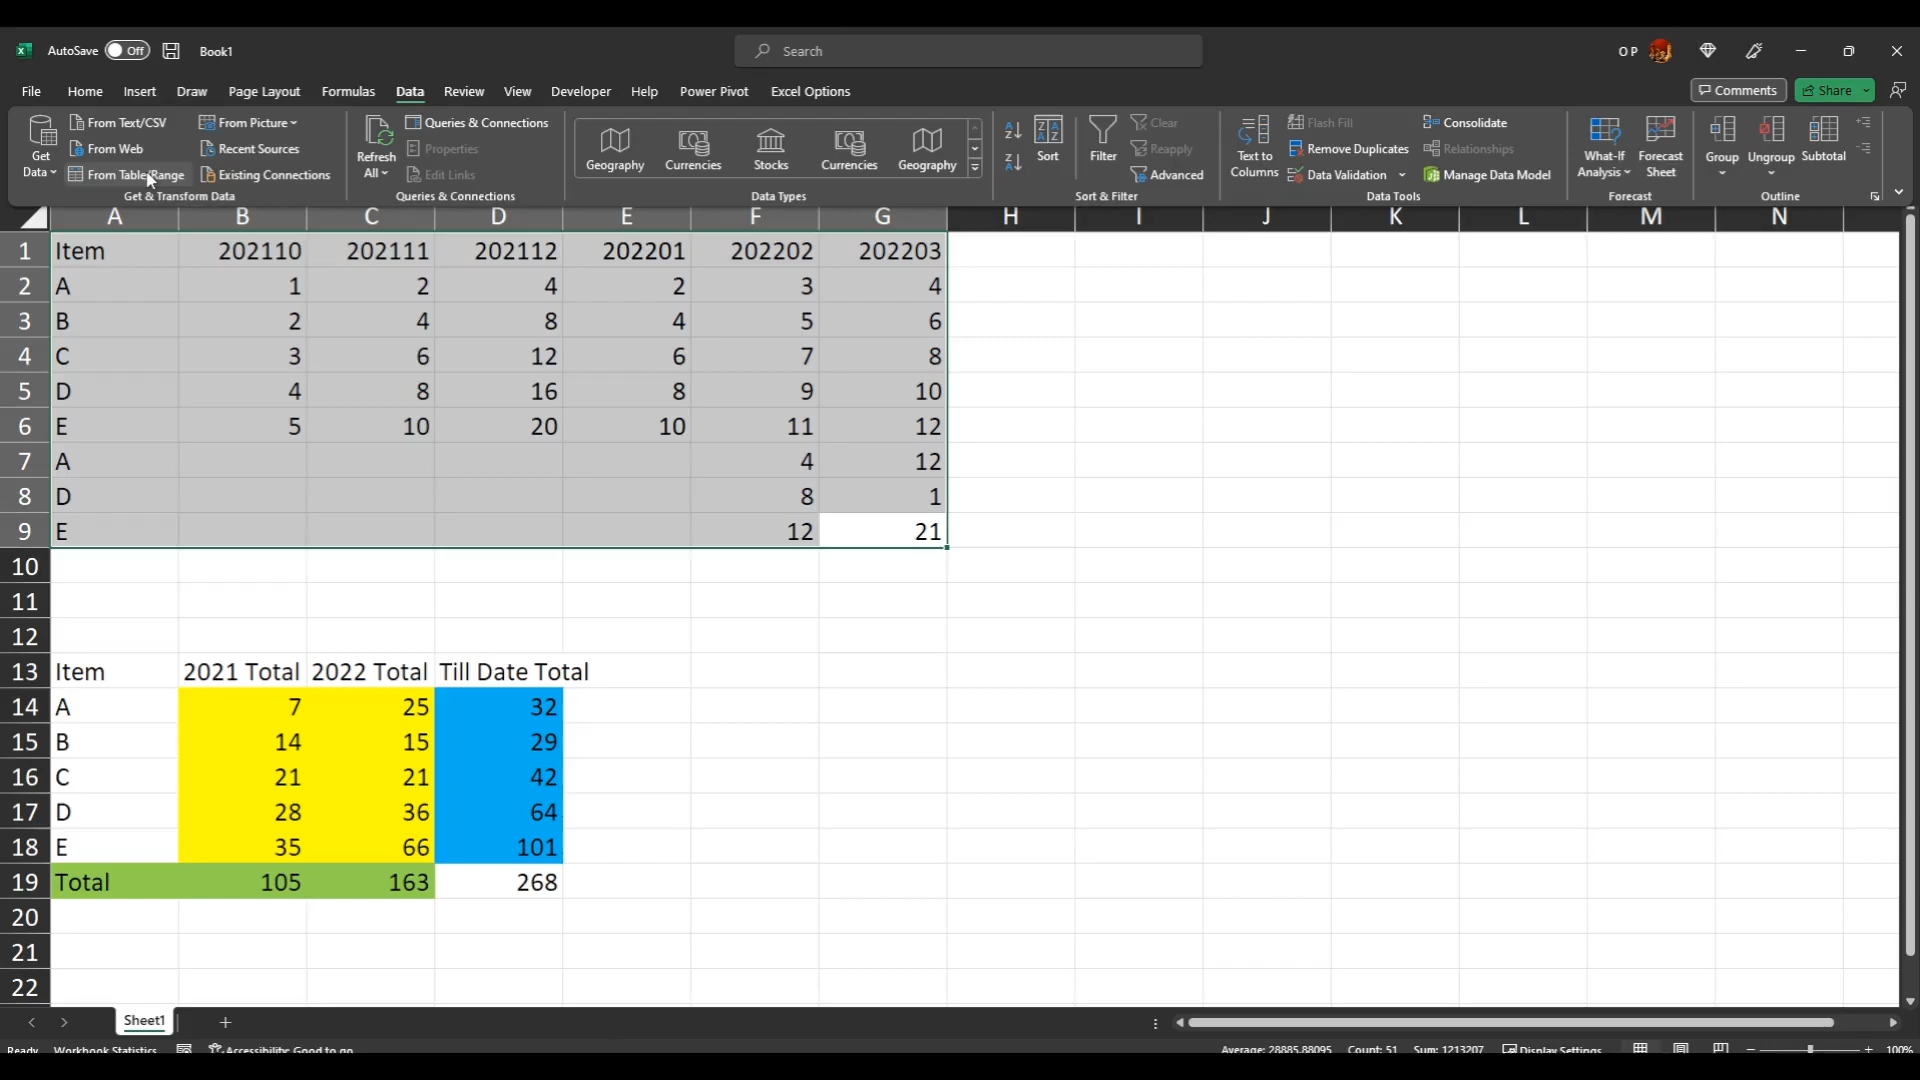 AutoSave Off Book1 Search O P
File Home Insert Draw Page Layout Formulas Data Review View Developer Help Power Pivot Excel Options Comments Share
Get Data
From Text/CSV
From Web
From Table/Range
From Picture
Recent Sources
Existing Connections
Get & Transform Data
Refresh All
Queries & Connections
Properties
Edit Links
Queries & Connections
Geography Currencies Stocks Currencies Geography
Data Types
Sort
Filter
Clear
Reapply
Advanced
Sort & Filter
Text to Columns
Flash Fill
Remove Duplicates
Data Validation
Consolidate
Relationships
Manage Data Model
Data Tools
What-If Analysis
Forecast Sheet
Forecast
Group
Ungroup
Subtotal
Outline
A B C D E F G H I J K L M N
1 Item 202110 202111 202112 202201 202202 202203
2 A 1 2 4 2 3 4
3 B 2 4 8 4 5 6
4 C 3 6 12 6 7 8
5 D 4 8 16 8 9 10
6 E 5 10 20 10 11 12
7 A 4 12
8 D 8 1
9 E 12 21
10
11
12
13 Item 2021 Total 2022 Total Till Date Total
14 A 7 25 32
15 B 14 15 29
16 C 21 21 42
17 D 28 36 64
18 E 35 66 101
19 Total 105 163 268
20
21
22
Sheet1
Ready Workbook Statistics Accessibility: Good to go Average: 28885.88095 Count: 51 Sum: 1213207 Display Settings 100%